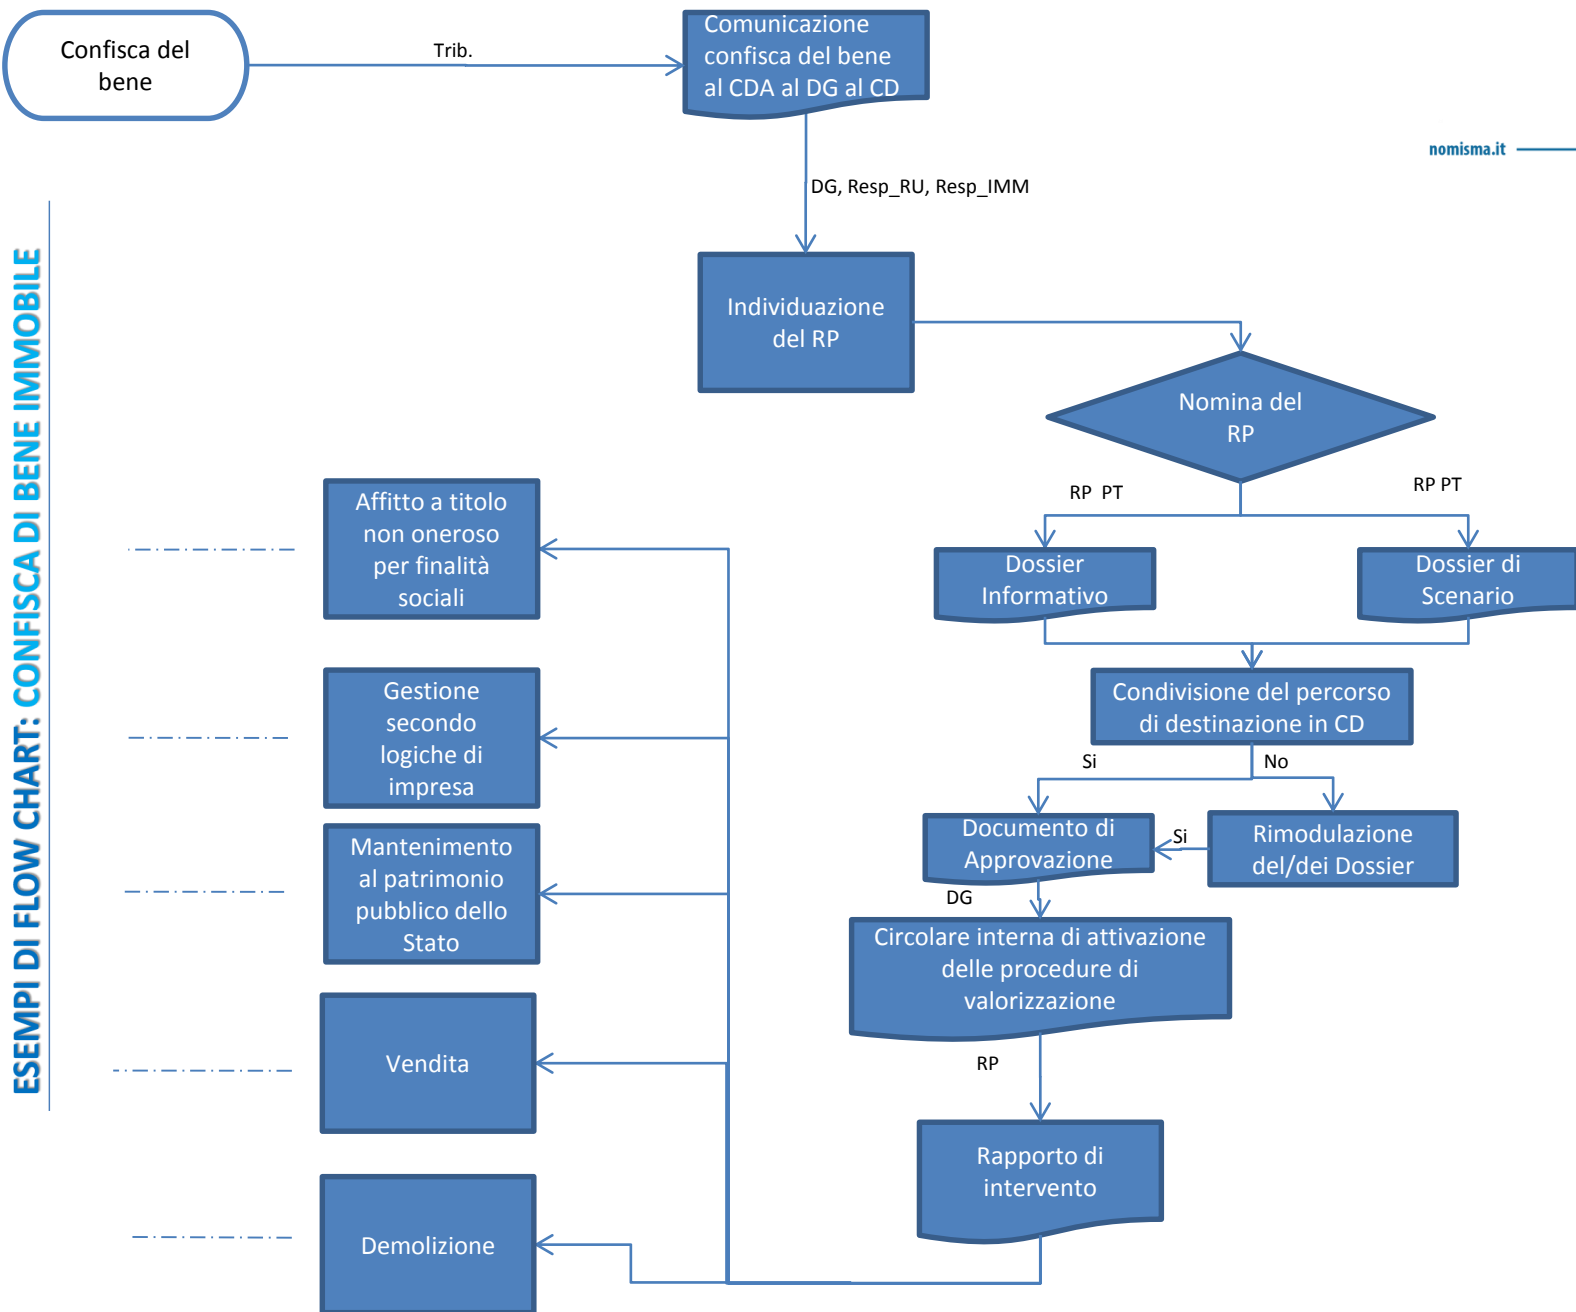 Confisca del
bene
Trib.
Comunicazione
confisca del bene
al CDA al DG al CD
nomisma.it
DG, Resp_RU, Resp_IMM
ESEMPI DI FLOW CHART: CONFISCA DI BENE IMMOBILE
Individuazione
del RP
Nomina del
RP
RP PT
RP PT
Dossier
Informativo
Dossier di
Scenario
Condivisione del percorso
di destinazione in CD
Si
No
Documento di
Approvazione
Si
Rimodulazione
del/dei Dossier
DG
Circolare interna di attivazione
delle procedure di
valorizzazione
RP
Rapporto di
intervento
Affitto a titolo
non oneroso
per finalità
sociali
Gestione
secondo
logiche di
impresa
Mantenimento
al patrimonio
pubblico dello
Stato
Vendita
Demolizione